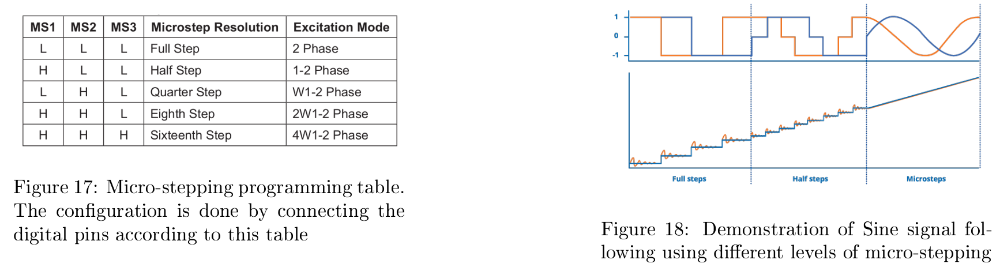 MS1 MS2 MS3 Microstep Resolution Excitation Mode
L L L Full Step 2 Phase
H L L Half Step 1-2 Phase
L H L Quarter Step W1-2 Phase
H H L Eighth Step 2W1-2 Phase
H H H Sixteenth Step 4W1-2 Phase
Figure 17: Micro-stepping programming table.
The configuration is done by connecting the
digital pins according to this table
1
0
-1
Full steps Half steps Microsteps
Figure 18: Demonstration of Sine signal fol-
lowing using different levels of micro-stepping